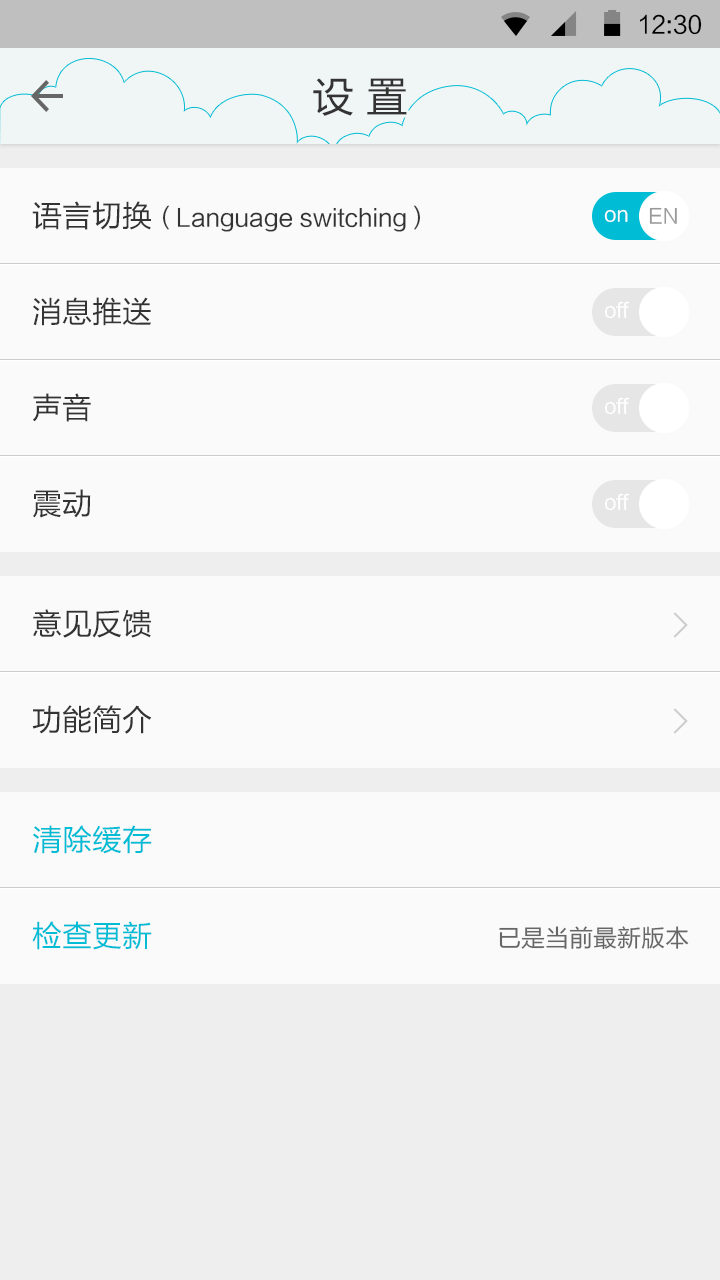 12:30
设 置
语言切换 ( Language switching )
on EN
消息推送
off
声音
off
震动
off
意见反馈
功能简介
清除缓存
检查更新
已是当前最新版本